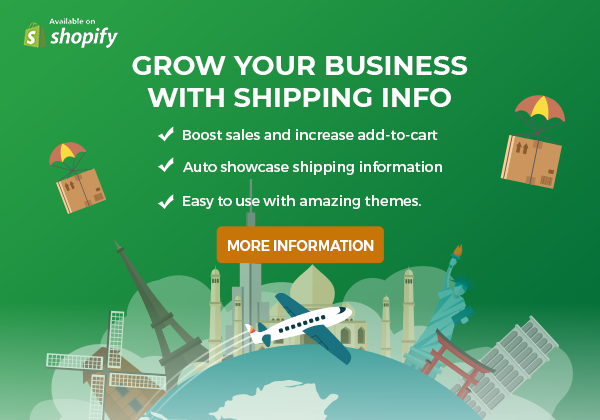 Available on
shopify
GROW YOUR BUSINESS
WITH SHIPPING INFO
Boost sales and increase add-to-cart
Auto showcase shipping information
Easy to use with amazing themes.
MORE INFORMATION